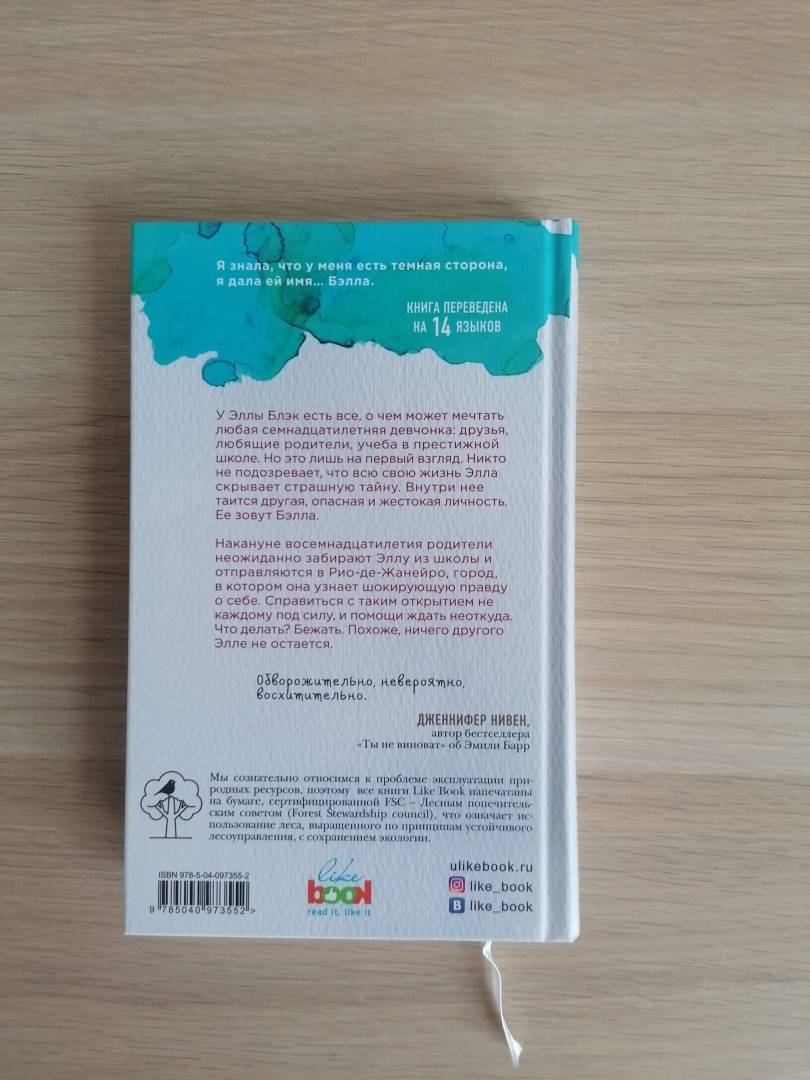 Я знала, что у меня есть темная сторона,
я дала ей имя... Бэлла.
КНИГА ПЕРЕВЕДЕНА
НА 14 ЯЗЫКОВ
У Эллы Блэк есть все, о чем может мечтать
любая семнадцатилетняя девчонка: друзья,
любящие родители, учеба в престижной
школе. Но это лишь на первый взгляд. Никто
не подозревает, что всю свою жизнь Элла
скрывает страшную тайну. Внутри нее
таится другая, опасная и жестокая личность.
Ее зовут Бэлла.
Накануне восемнадцатилетия родители
неожиданно забирают Эллу из школы и
отправляются в Рио-де-Жанейро, город,
в котором она узнает шокирующую правду
о себе. Справиться с таким открытием не
каждому под силу, и помощи ждать неоткуда.
Что делать? Бежать. Похоже, ничего другого
Элле не остается.
Обворожительно, невероятно,
восхитительно.
ДЖЕННИФЕР НИВЕН,
автор бестселлера
«Ты не виноват» об Эмили Барр
Мы сознательно относимся к проблеме эксплуатации при-
родных ресурсов, поэтому все книги Like Book напечатаны
на бумаге, сертифицированной FSC – Лесным попечитель-
ским советом (Forest Stewardship council), что означает ис-
пользование леса, выращенного по принципам устойчивого
лесоуправления, с сохранением экологии.
ISBN 978-5-04-097355-2
9 785040 973552 >
like
book
read it. like it
ulikebook.ru
like_book
B like_book